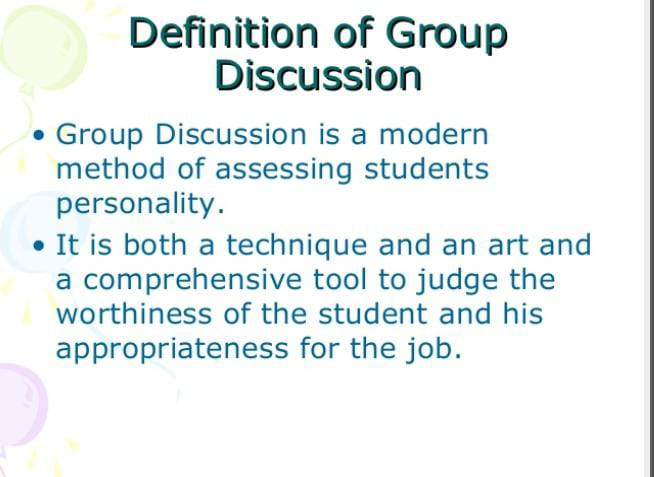 Definition of Group
Discussion
• Group Discussion is a modern
method of assessing students
personality.
• It is both a technique and an art and
a comprehensive tool to judge the
worthiness of the student and his
appropriateness for the job.